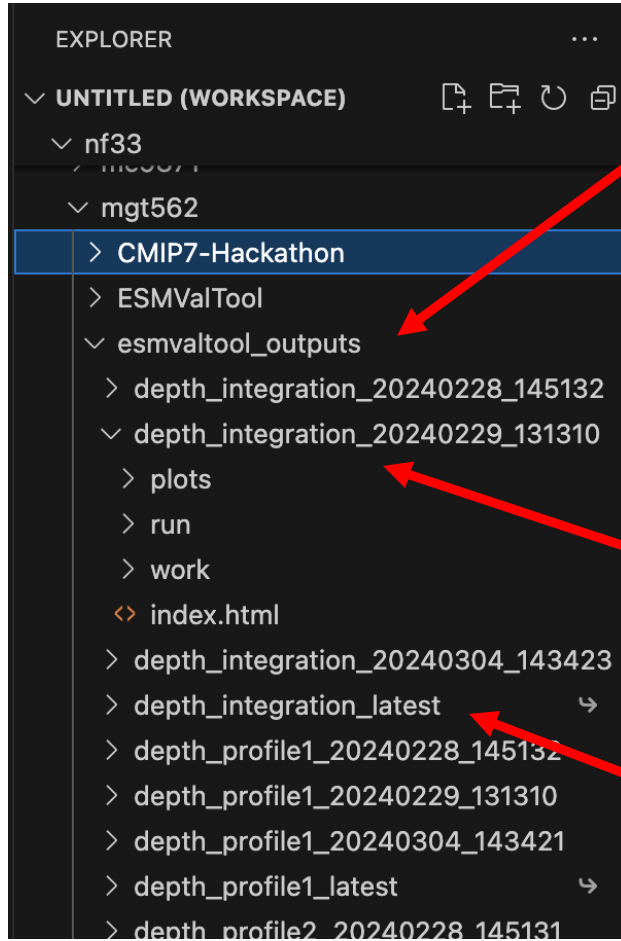 EXPLORER
UNTITLED (WORKSPACE)
nf33
mgt562
CMIP7-Hackathon
ESMValTool
esmvaltool_outputs
depth_integration_20240228_145132
depth_integration_20240229_131310
plots
run
work
index.html
depth_integration_20240304_143423
depth_integration_latest
depth_profile1_20240228_145132
depth_profile1_20240229_131310
depth_profile1_20240304_143421
depth_profile1_latest
depth_profile2_20240228_145131